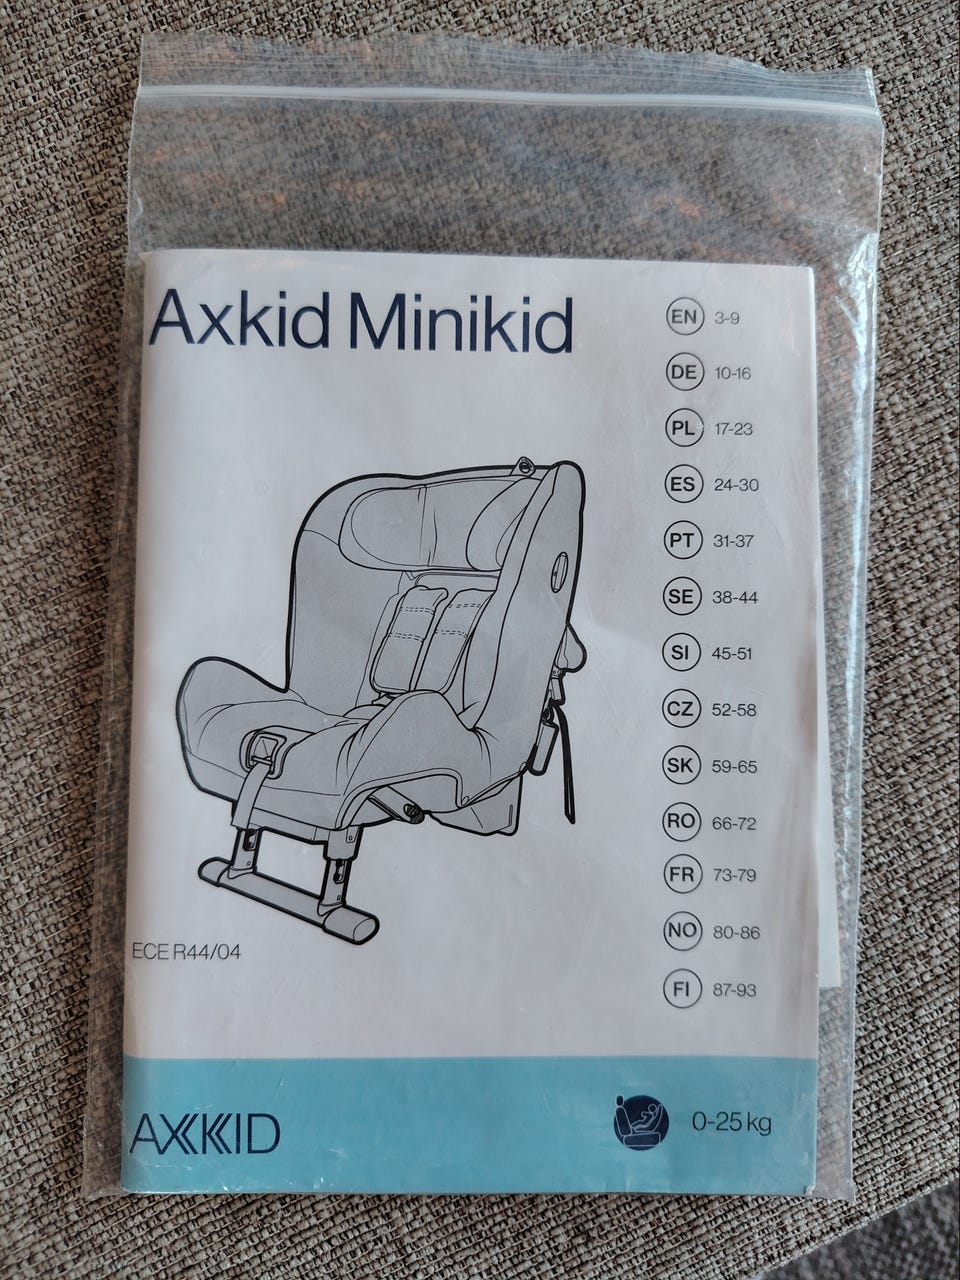 Axkid Minikid
EN 3-9
DE 10-16
PL 17-23
ES 24-30
PT 31-37
SE 38-44
SI 45-51
CZ 52-58
SK 59-65
RO 66-72
FR 73-79
NO 80-86
FI 87-93
ECE R44/04
AXKID
0-25 kg